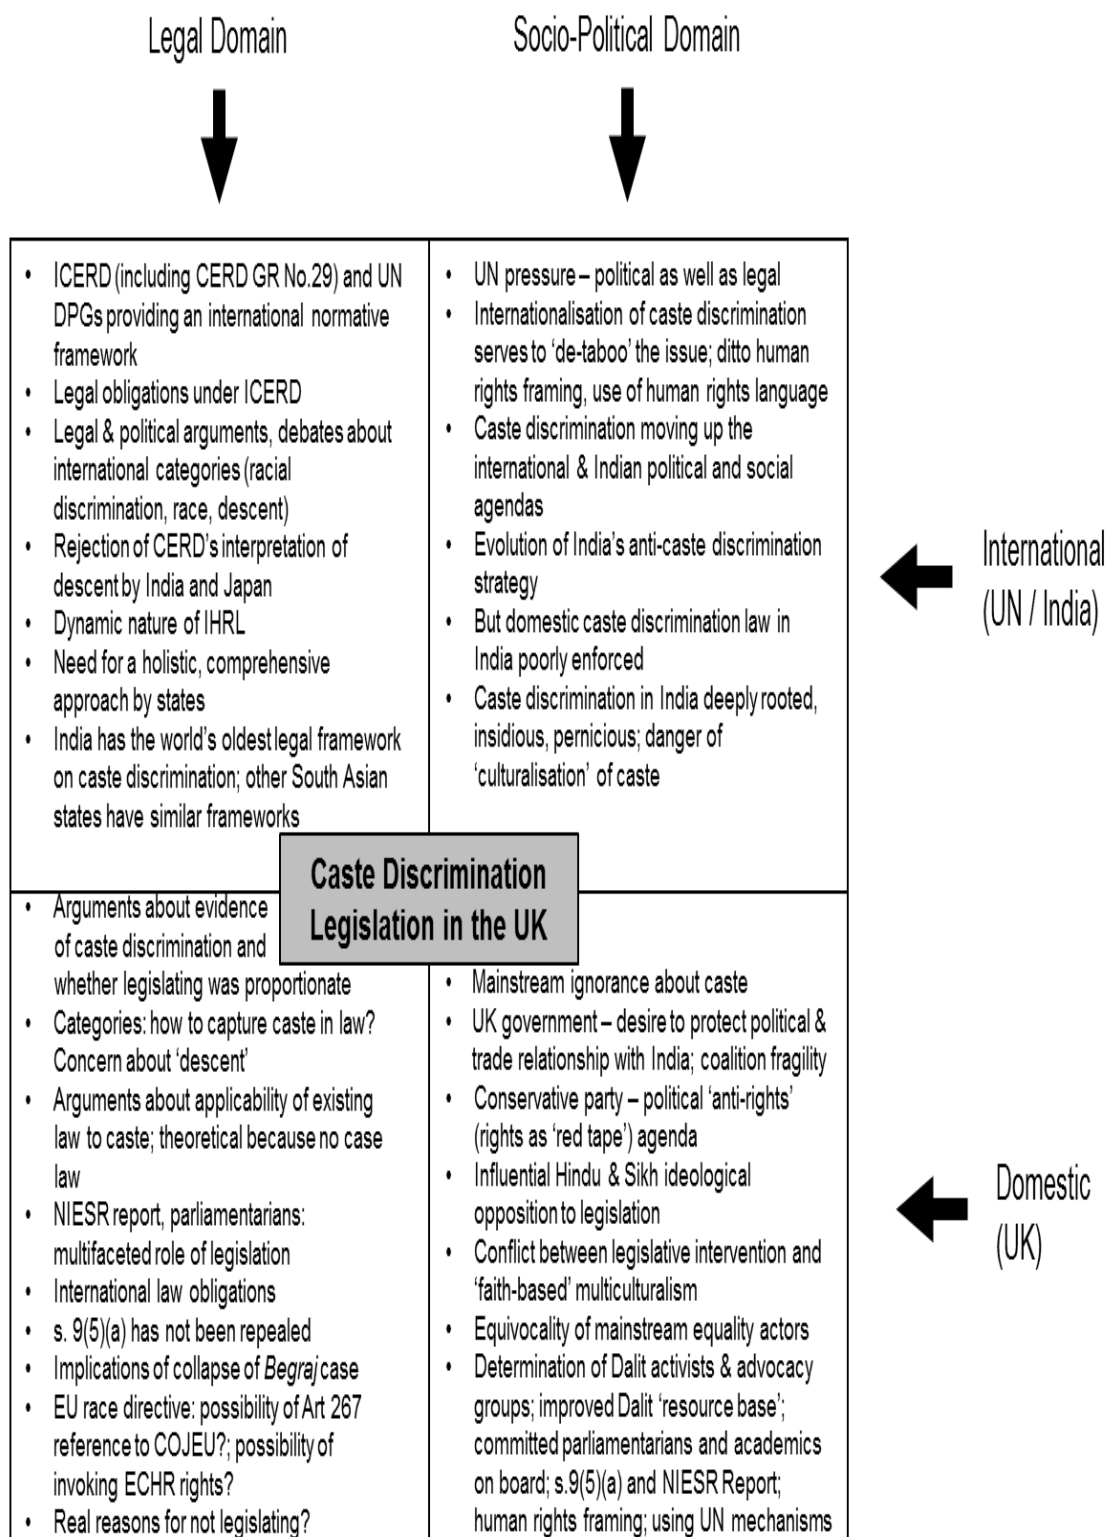 Legal Domain
Socio-Political Domain
• ICERD (including CERD GR No.29) and UN
DPGs providing an international normative
framework
• Legal obligations under ICERD
• Legal & political arguments, debates about
international categories (racial
discrimination, race, descent)
• Rejection of CERD's interpretation of
descent by India and Japan
• Dynamic nature of IHRL
• Need for a holistic, comprehensive
approach by states
• India has the world's oldest legal framework
on caste discrimination; other South Asian
states have similar frameworks
• UN pressure – political as well as legal
• Internationalisation of caste discrimination
serves to 'de-taboo' the issue; ditto human
rights framing, use of human rights language
• Caste discrimination moving up the
international & Indian political and social
agendas
• Evolution of India's anti-caste discrimination
strategy
• But domestic caste discrimination law in
India poorly enforced
• Caste discrimination in India deeply rooted,
insidious, pernicious; danger of
'culturalisation' of caste
International
(UN / India)
Caste Discrimination
Legislation in the UK
• Arguments about evidence
of caste discrimination and
whether legislating was proportionate
• Categories: how to capture caste in law?
Concern about 'descent'
• Arguments about applicability of existing
law to caste; theoretical because no case
law
• NIESR report, parliamentarians:
multifaceted role of legislation
• International law obligations
• s. 9(5)(a) has not been repealed
• Implications of collapse of Begraj case
• EU race directive: possibility of Art 267
reference to COJEU?; possibility of
invoking ECHR rights?
• Real reasons for not legislating?
• Mainstream ignorance about caste
• UK government – desire to protect political &
trade relationship with India; coalition fragility
• Conservative party – political 'anti-rights'
(rights as 'red tape') agenda
• Influential Hindu & Sikh ideological
opposition to legislation
• Conflict between legislative intervention and
'faith-based' multiculturalism
• Equivocality of mainstream equality actors
• Determination of Dalit activists & advocacy
groups; improved Dalit 'resource base';
committed parliamentarians and academics
on board; s.9(5)(a) and NIESR Report;
human rights framing; using UN mechanisms
Domestic
(UK)